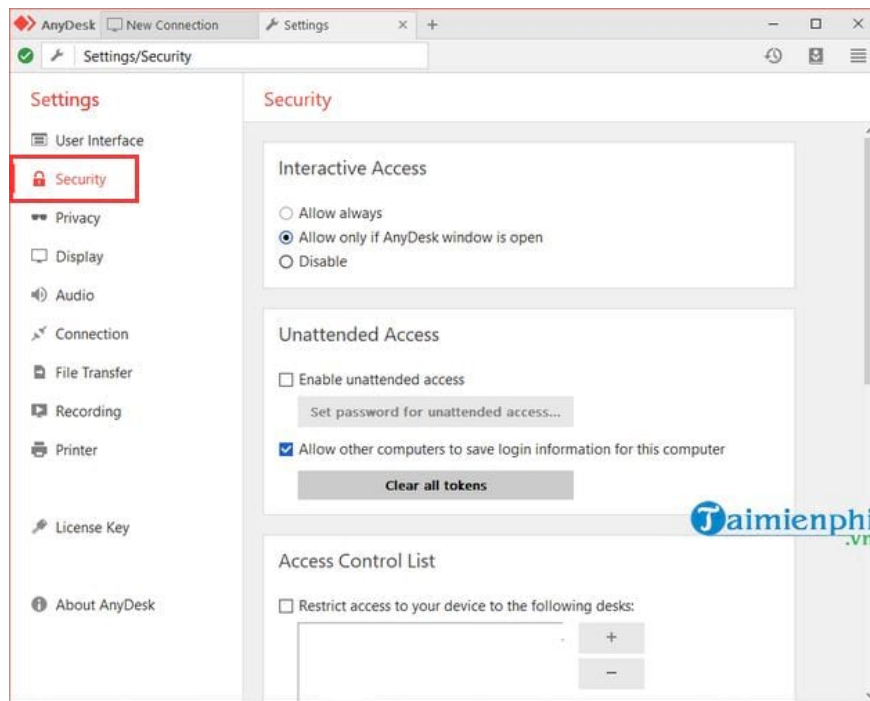 AnyDesk New Connection Settings
Settings/Security
Settings
User Interface
Security
Privacy
Display
Audio
Connection
File Transfer
Recording
Printer
License Key
About AnyDesk
Security
Interactive Access
Allow always
Allow only if AnyDesk window is open
Disable
Unattended Access
Enable unattended access
Set password for unattended access...
Allow other computers to save login information for this computer
Clear all tokens
Taimienphi
.vn
Access Control List
Restrict access to your device to the following desks: